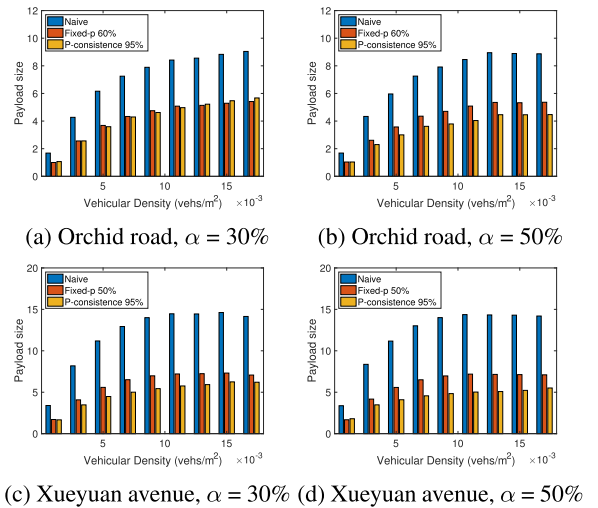 12
10
8
6
4
2
0
Payload size
Naive
Fixed-p 60%
P-consistence 95%
5 10 15
Vehicular Density (vehs/m²) ×10⁻³
(a) Orchid road, α = 30%
12
10
8
6
4
2
0
Payload size
Naive
Fixed-p 60%
P-consistence 95%
5 10 15
Vehicular Density (vehs/m²) ×10⁻³
(b) Orchid road, α = 50%
20
15
10
5
0
Payload size
Naive
Fixed-p 50%
P-consistence 95%
5 10 15
Vehicular Density (vehs/m²) ×10⁻³
(c) Xueyuan avenue, α = 30%
20
15
10
5
0
Payload size
Naive
Fixed-p 50%
P-consistence 95%
5 10 15
Vehicular Density (vehs/m²) ×10⁻³
(d) Xueyuan avenue, α = 50%